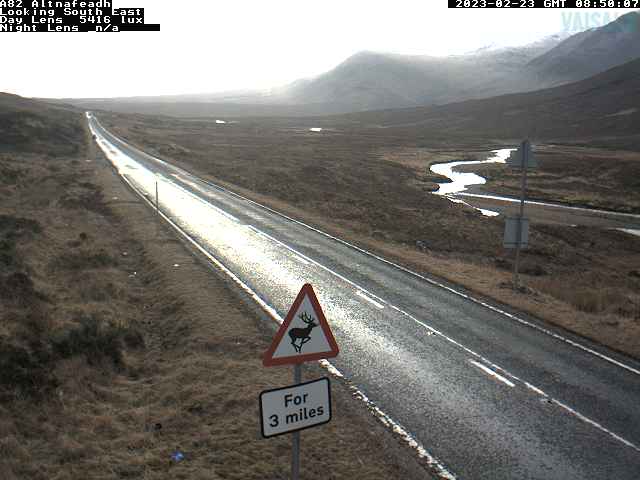 A82 Altnafeadh
Looking South East
Day Lens 5416 lux
Night Lens n/a
2023-02-23 GMT 08:50:07
VAISALA
For
3 miles